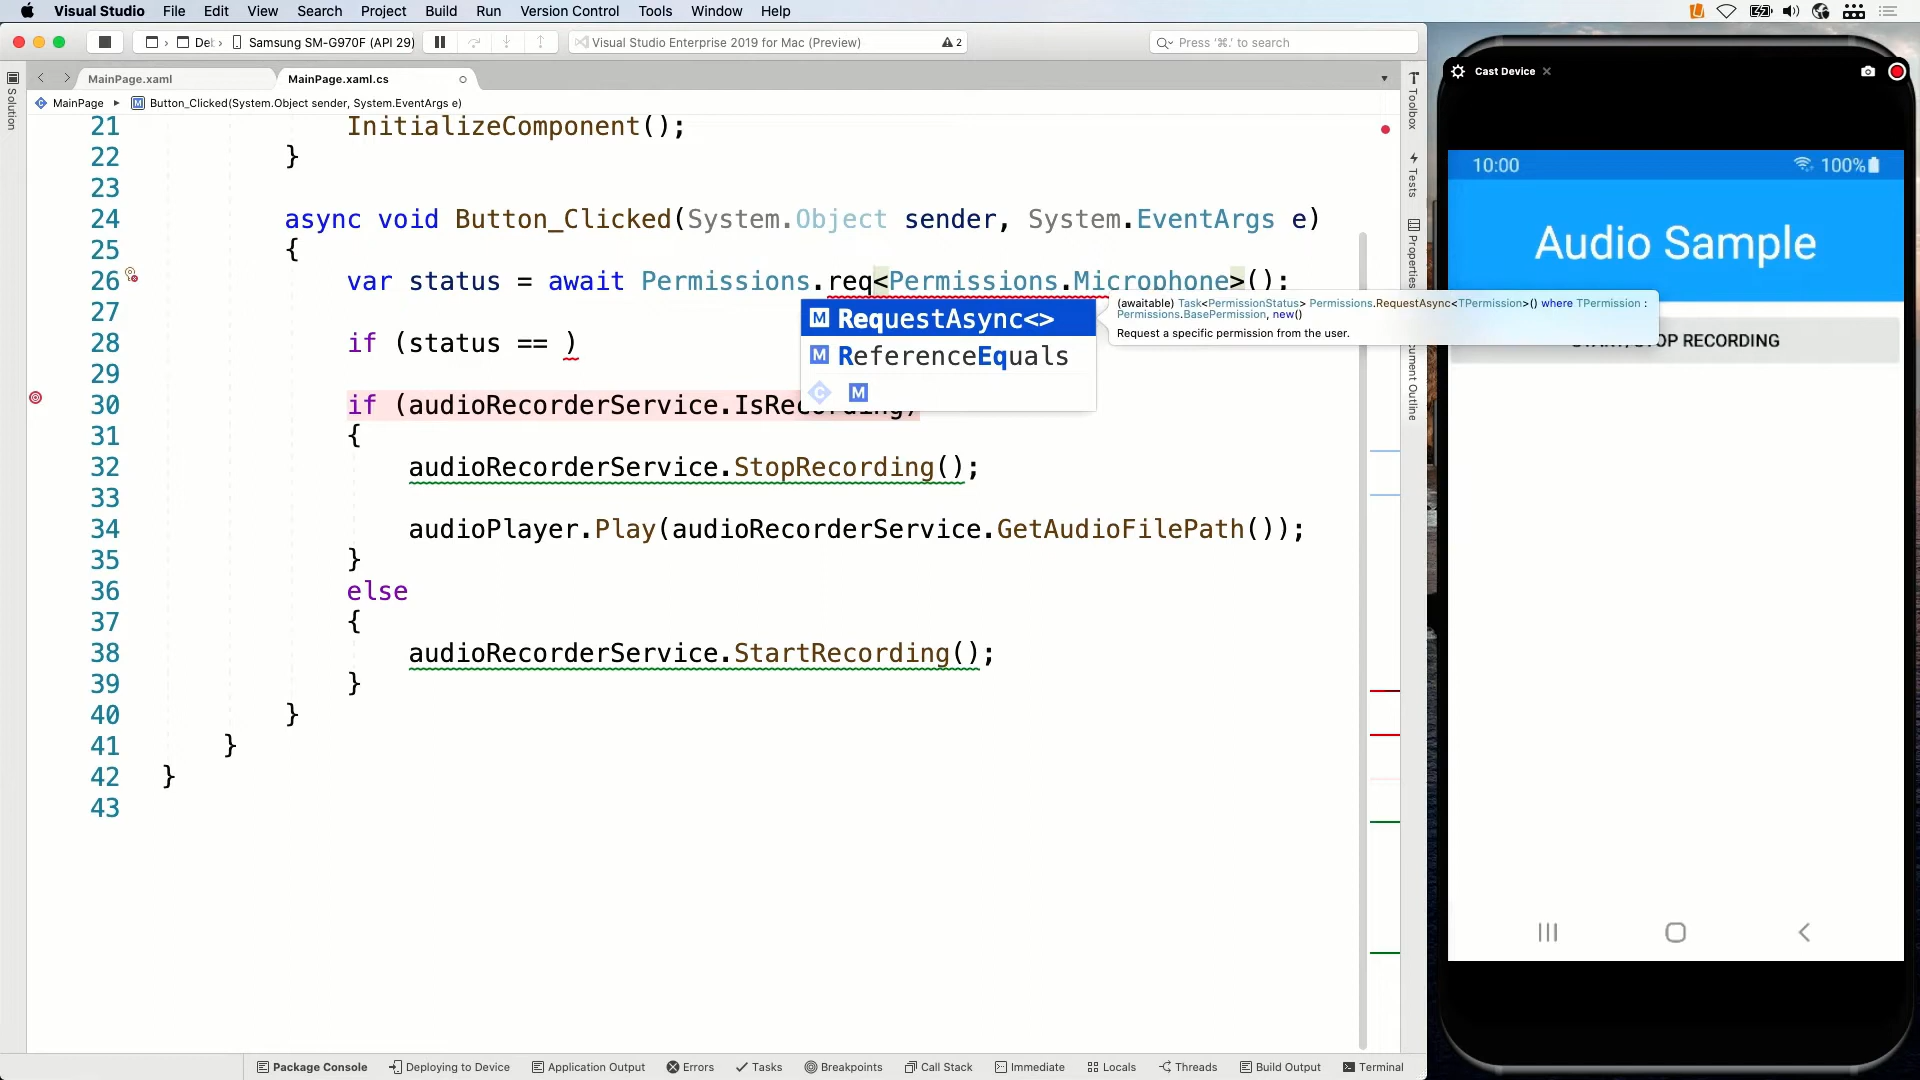 Visual Studio File Edit View Search Project Build Run Version Control Tools Window Help
De Samsung SM-G970F (API 29) Visual Studio Enterprise 2019 for Mac (Preview) 2 Press '⌘.' to search
MainPage.xaml MainPage.xaml.cs
MainPage Button_Clicked(System.Object sender, System.EventArgs e)
Solution
21 InitializeComponent();
22 }
23
24 async void Button_Clicked(System.Object sender, System.EventArgs e)
25 {
26 var status = await Permissions.req<Permissions.Microphone>();
27
28 if (status == )
29
30 if (audioRecorderService.IsRecording)
31 {
32 audioRecorderService.StopRecording();
33
34 audioPlayer.Play(audioRecorderService.GetAudioFilePath());
35 }
36 else
37 {
38 audioRecorderService.StartRecording();
39 }
40 }
41 }
42 }
43
M RequestAsync<>
M ReferenceEquals
C M
(awaitable) Task<PermissionStatus> Permissions.RequestAsync<TPermission>() where TPermission :
Permissions.BasePermission, new()
Request a specific permission from the user.
Toolbox
Tests
Properties
ument Outline
Package Console Deploying to Device Application Output Errors Tasks Breakpoints Call Stack Immediate Locals Threads Build Output Terminal
Cast Device
10:00 100%
Audio Sample
RECORDING